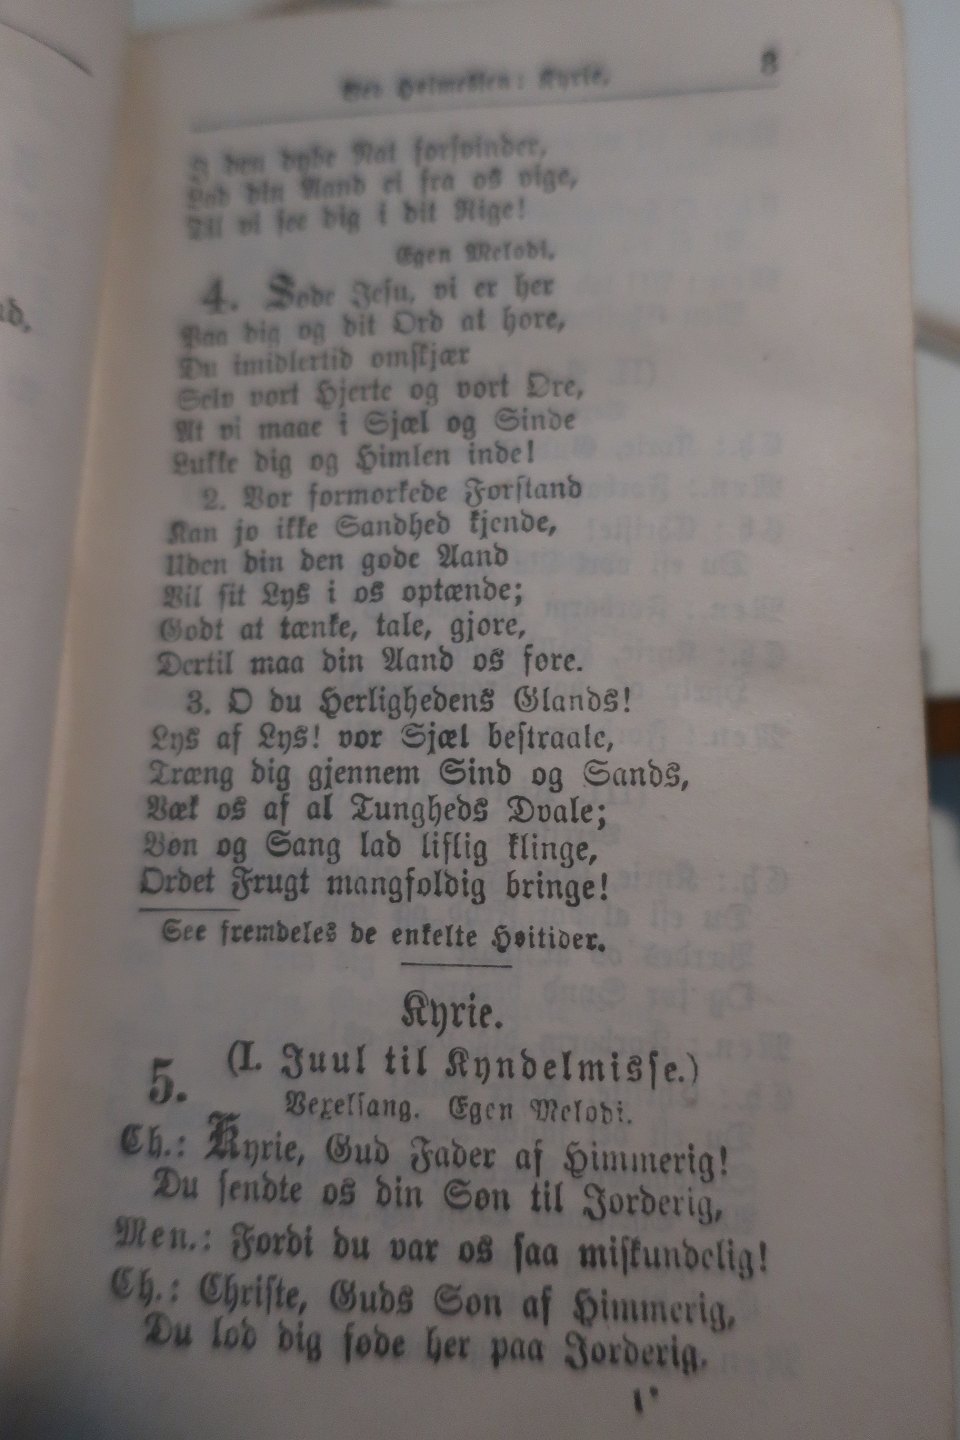 Ved Høimessen: Kyrie. 3
I den dybe Nat forsvinder,
Lad din Aand ei fra os vige,
Til vi see dig i dit Rige!
Egen Melodi.
4. Søde Jesu, vi er her
Paa dig og dit Ord at høre,
Du imidlertid omskjær
Selv vort Hjerte og vort Øre,
At vi maae i Sjæl og Sinde
Lukke dig og Himlen inde!
2. Vor formørkede Forstand
Kan jo ikke Sandhed kjende,
Uden din den gode Aand
Vil sit Lys i os optænde;
Godt at tænke, tale, gjøre,
Dertil maa din Aand os føre.
3. O du Herlighedens Glands!
Lys af Lys! vor Sjæl bestraale,
Træng dig gjennem Sind og Sands,
Væk os af al Tungheds Dvale;
Bøn og Sang lad liflig klinge,
Ordet Frugt mangfoldig bringe!
See fremdeles de enkelte Høitider.
Kyrie.
5. (I. Juul til Kyndelmisse.)
Vexelsang. Egen Melodi.
Ch.: Kyrie, Gud Fader af Himmerig!
Du sendte os din Søn til Jorderig,
Men.: Fordi du var os saa miskundelig!
Ch.: Christe, Guds Søn af Himmerig,
Du lod dig føde her paa Jorderig.
1*